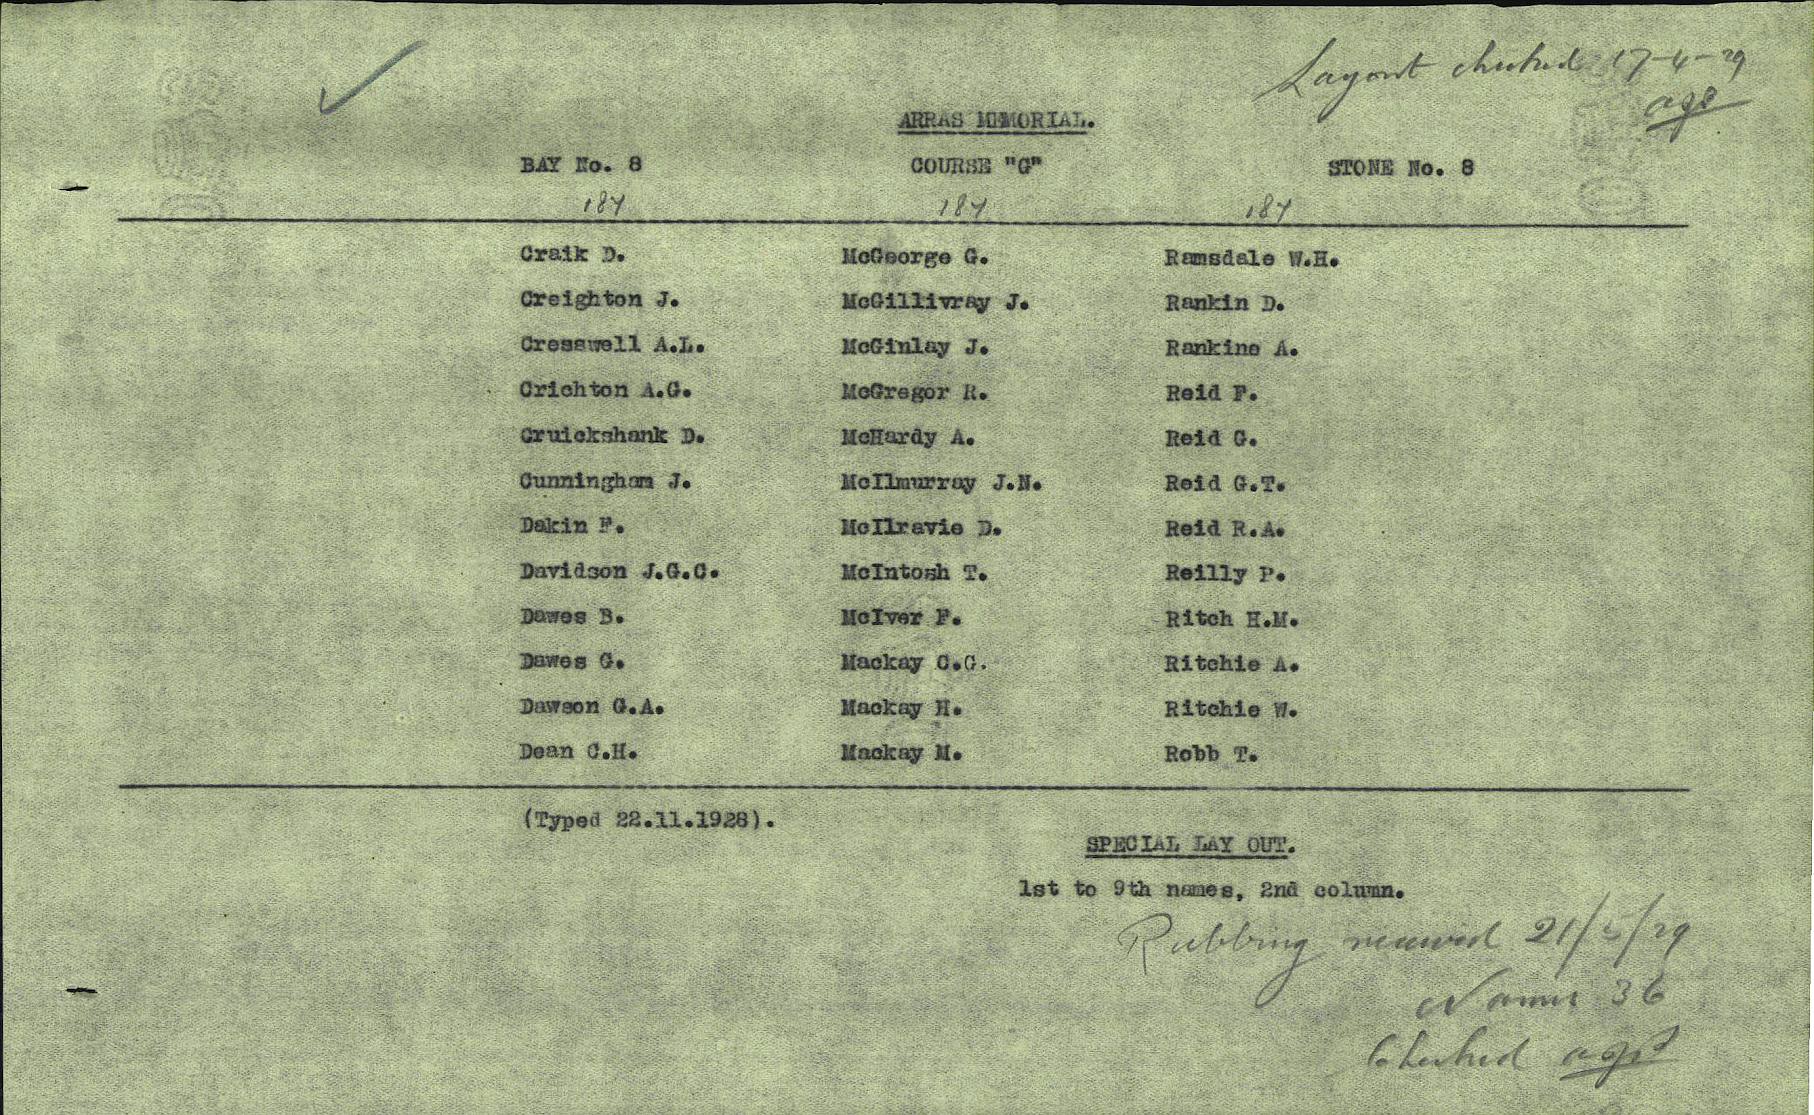 Layout checked 17-4-29
ARRAS MEMORIAL.
BAY No. 8 COURSE "G" STONE No. 8
187 187 187
Craik D. McGeorge G. Ramsdale W.H.
Creighton J. McGillivray J. Rankin D.
Cresswell A.L. McGinlay J. Rankine A.
Crichton A.G. McGregor R. Reid F.
Cruickshank D. McHardy A. Reid G.
Cunningham J. McIlmurray J.N. Reid G.T.
Dakin F. McIlravie D. Reid R.A.
Davidson J.G.C. McIntosh T. Reilly P.
Dawes B. McIver F. Ritch H.M.
Dawes G. Mackay C.G. Ritchie A.
Dawson G.A. Mackay H. Ritchie W.
Dean C.H. Mackay M. Robb T.
(Typed 22.11.1928).
SPECIAL LAY OUT.
1st to 9th names, 2nd column.
Rubbing received 21/5/29
Names 36
Checked